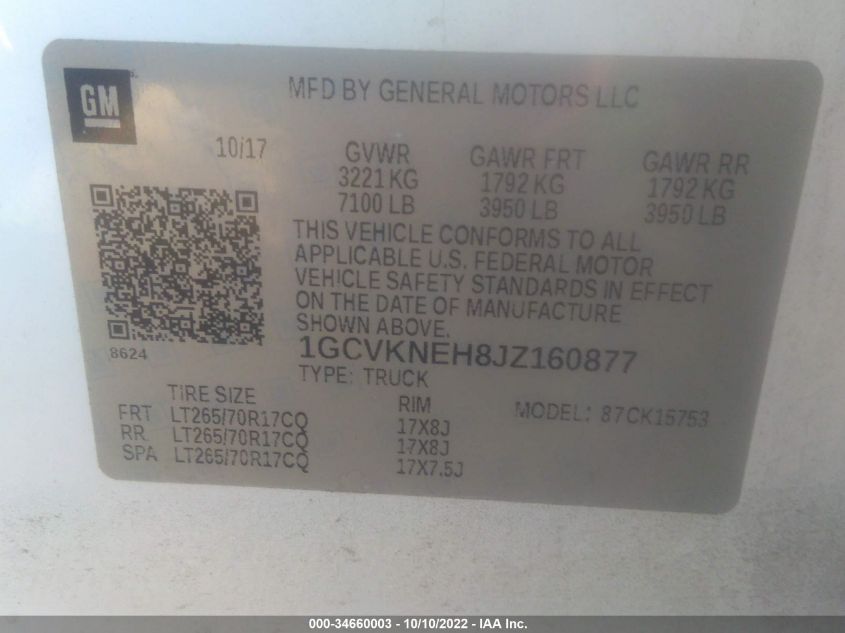 GM
MFD BY GENERAL MOTORS LLC
10/17
GVWR GAWR FRT GAWR RR
3221 KG 1792 KG 1792 KG
7100 LB 3950 LB 3950 LB
THIS VEHICLE CONFORMS TO ALL
APPLICABLE U.S. FEDERAL MOTOR
VEHICLE SAFETY STANDARDS IN EFFECT
ON THE DATE OF MANUFACTURE
SHOWN ABOVE.
8624
1GCVKNEH8JZ160877
TYPE: TRUCK
TIRE SIZE RIM MODEL: 87CK15753
FRT LT265/70R17CQ 17X8J
RR LT265/70R17CQ 17X8J
SPA LT265/70R17CQ 17X7.5J
000-34660003 - 10/10/2022 - IAA Inc.